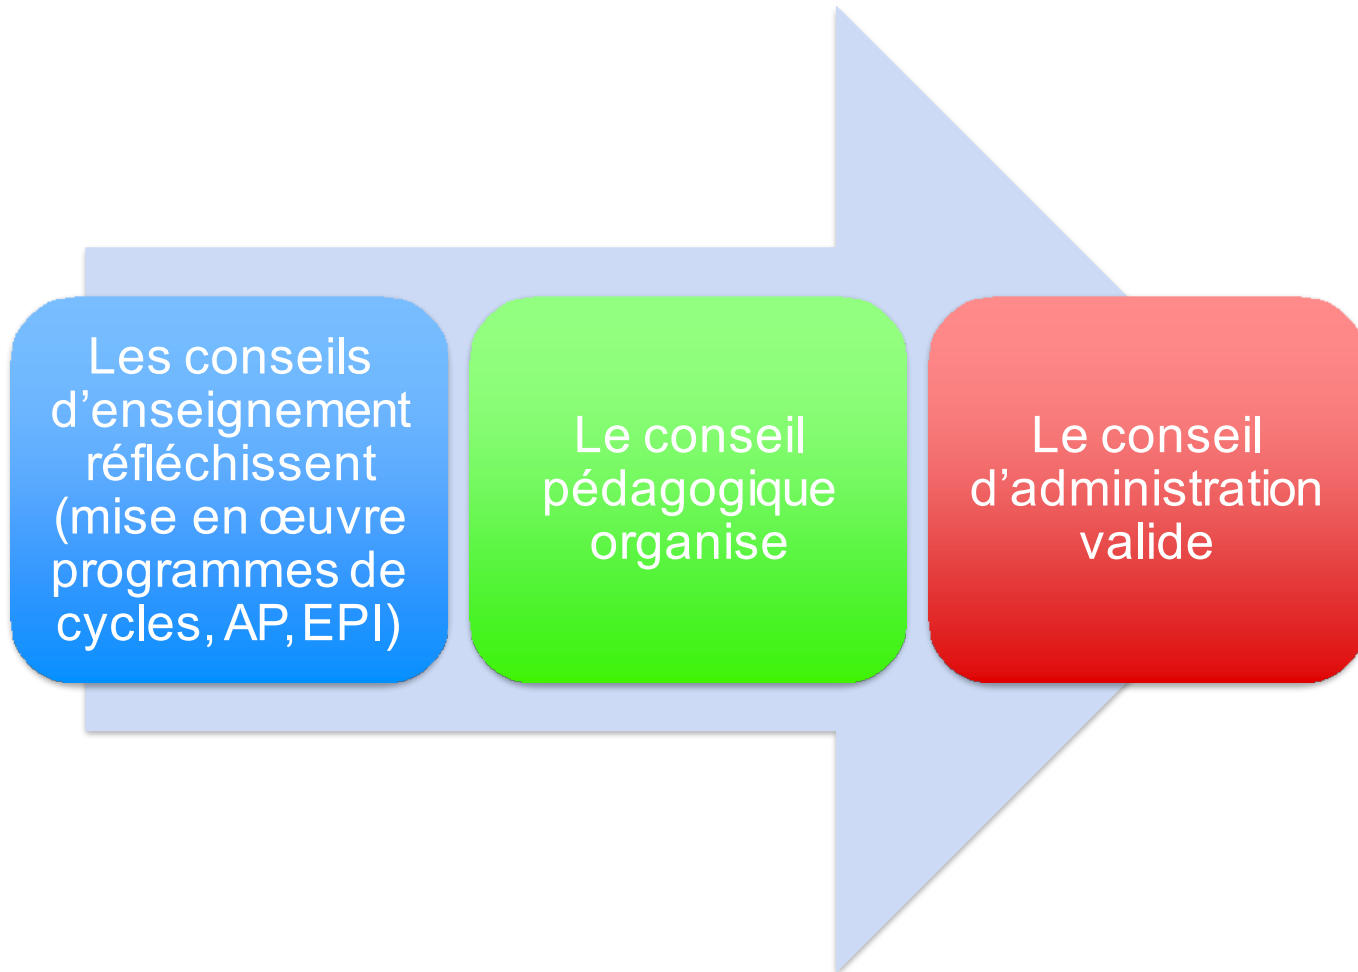 Les conseils
d’enseignement
réfléchissent
(mise en œuvre
programmes de
cycles, AP, EPI)
Le conseil
pédagogique
organise
Le conseil
d’administration
valide